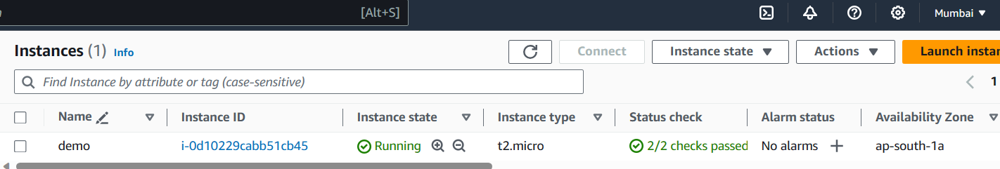 [Alt+S] Mumbai
Instances (1) Info Connect Instance state Actions Launch instan
Find Instance by attribute or tag (case-sensitive) 1
Name Instance ID Instance state Instance type Status check Alarm status Availability Zone
demo i-0d10229cabb51cb45 Running t2.micro 2/2 checks passed No alarms ap-south-1a